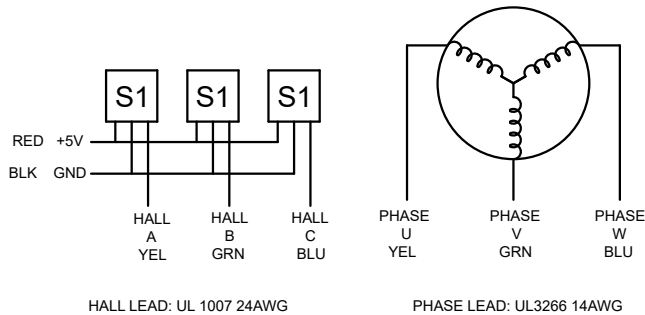 S1 S1 S1
RED +5V
BLK GND
HALL
A
YEL
HALL
B
GRN
HALL
C
BLU
PHASE
U
YEL
PHASE
V
GRN
PHASE
W
BLU
HALL LEAD: UL 1007 24AWG
PHASE LEAD: UL3266 14AWG